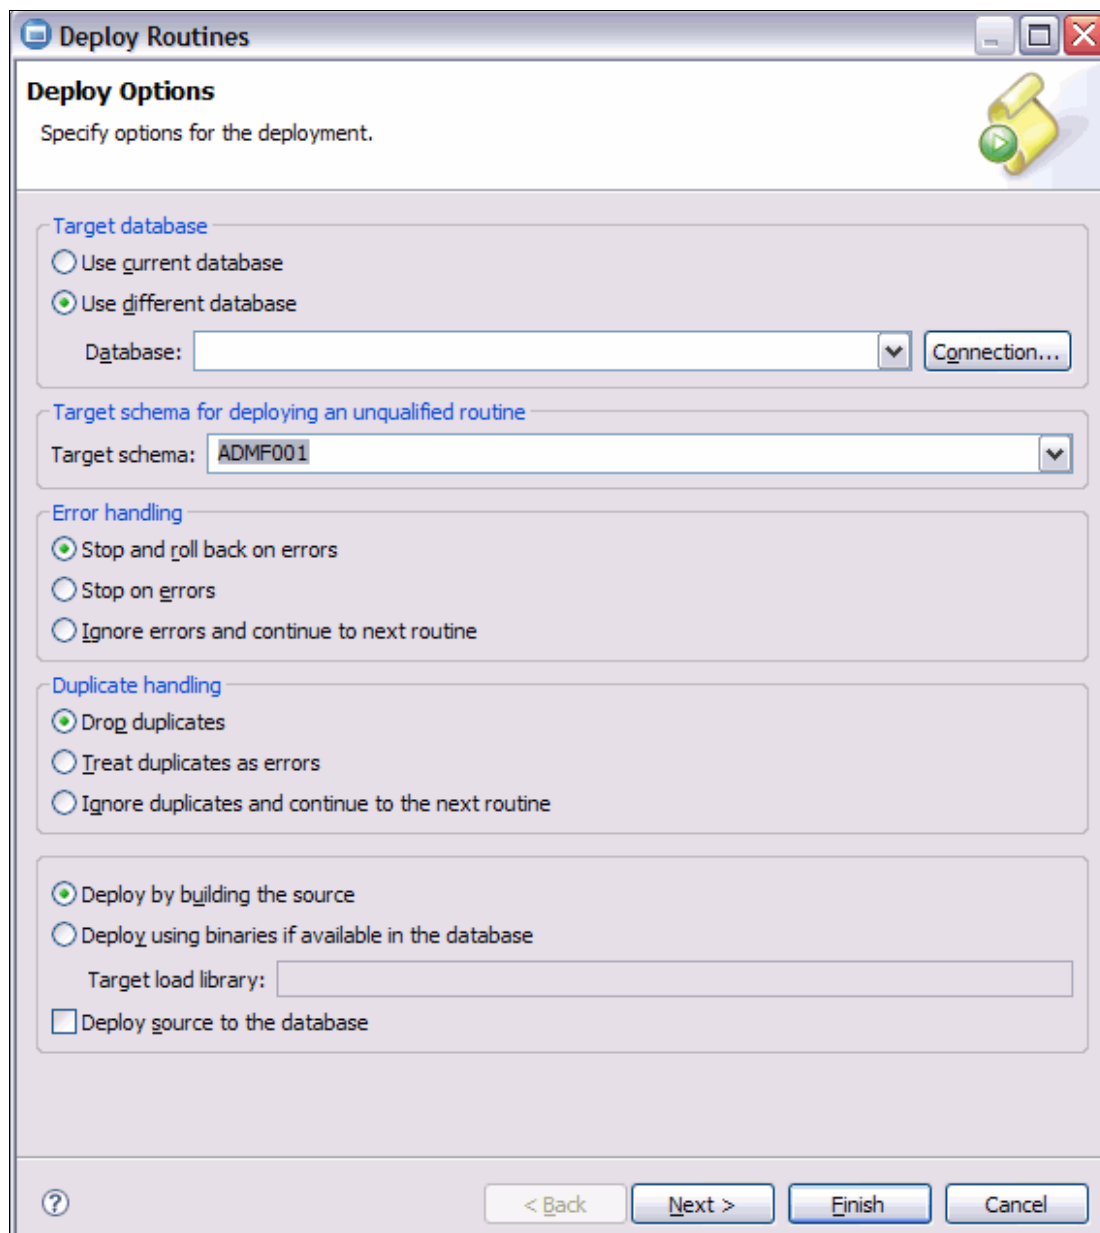 Deploy Routines
Deploy Options
Specify options for the deployment.
Target database
Use current database
Use different database
Database:
Connection...
Target schema for deploying an unqualified routine
Target schema: ADMF001
Error handling
Stop and roll back on errors
Stop on errors
Ignore errors and continue to next routine
Duplicate handling
Drop duplicates
Treat duplicates as errors
Ignore duplicates and continue to the next routine
Deploy by building the source
Deploy using binaries if available in the database
Target load library:
Deploy source to the database
? < Back Next > Finish Cancel